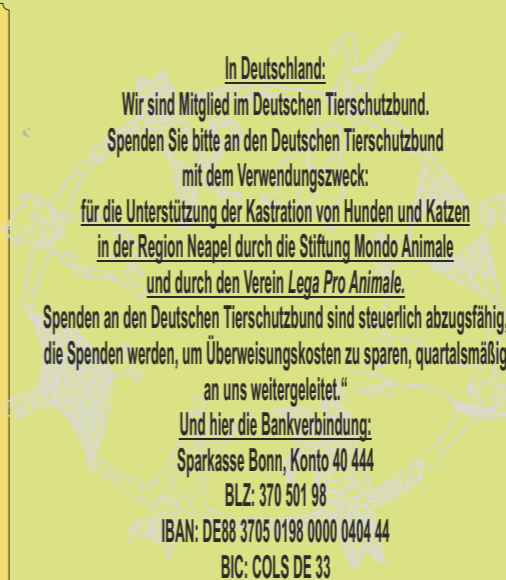 In Deutschland:
Wir sind Mitglied im Deutschen Tierschutzbund.
Spenden Sie bitte an den Deutschen Tierschutzbund
mit dem Verwendungszweck:
für die Unterstützung der Kastration von Hunden und Katzen
in der Region Neapel durch die Stiftung Mondo Animale
und durch den Verein Lega Pro Animale.
Spenden an den Deutschen Tierschutzbund sind steuerlich abzugsfähig,
die Spenden werden, um Überweisungskosten zu sparen, quartalsmäßig
an uns weitergeleitet.“
Und hier die Bankverbindung:
Sparkasse Bonn, Konto 40 444
BLZ: 370 501 98
IBAN: DE88 3705 0198 0000 0404 44
BIC: COLS DE 33